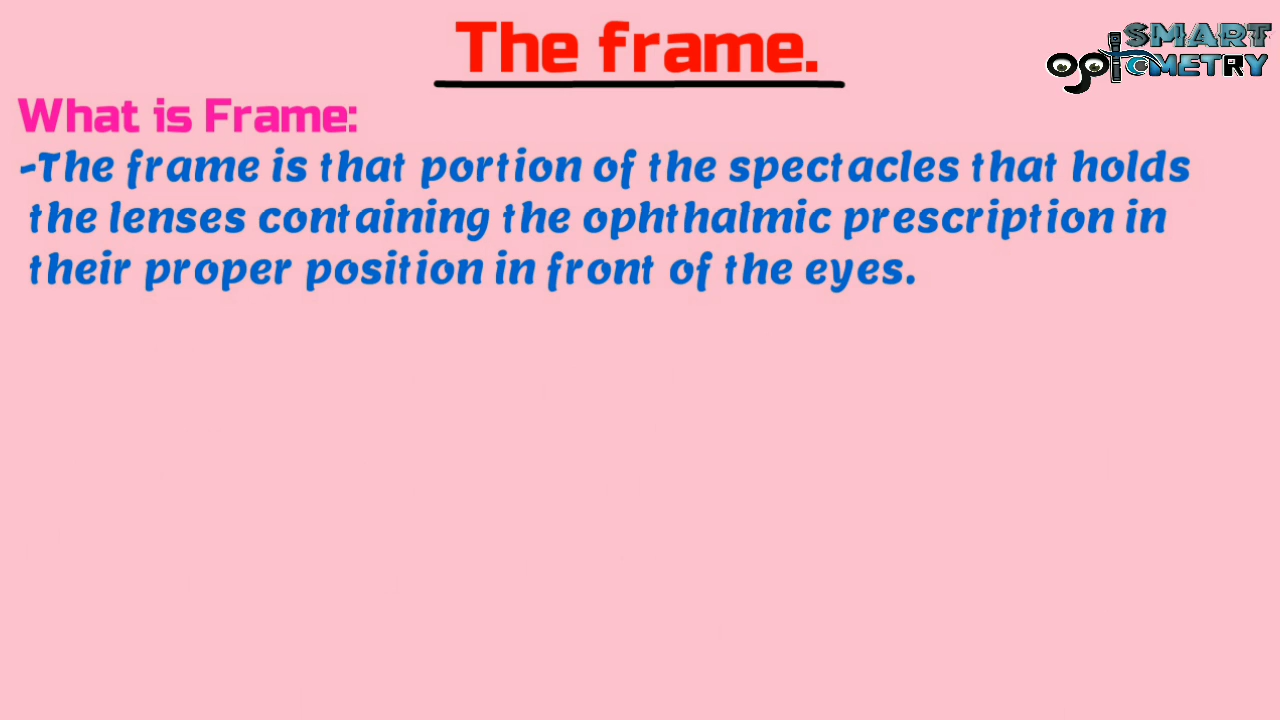 The frame.
SMART
OptOMETRY
What is Frame:
-The frame is that portion of the spectacles that holds
the lenses containing the ophthalmic prescription in
their proper position in front of the eyes.